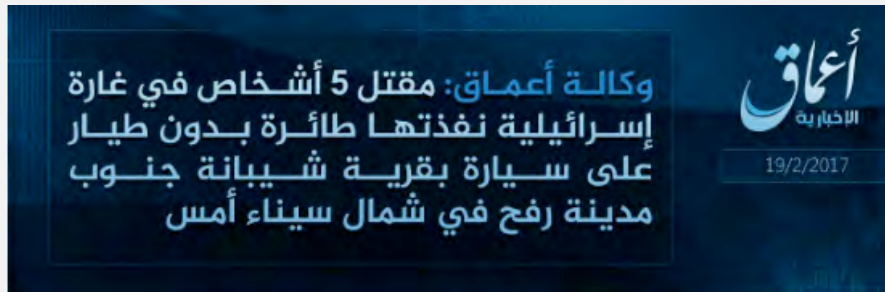 وكالة أعماق: مقتل 5 أشخاص في غارة
إسرائيلية نفذتها طائرة بدون طيار
على سيارة بقرية شيبانة جنوب
مدينة رفح في شمال سيناء أمس
أعماق
الإخبارية
19/2/2017